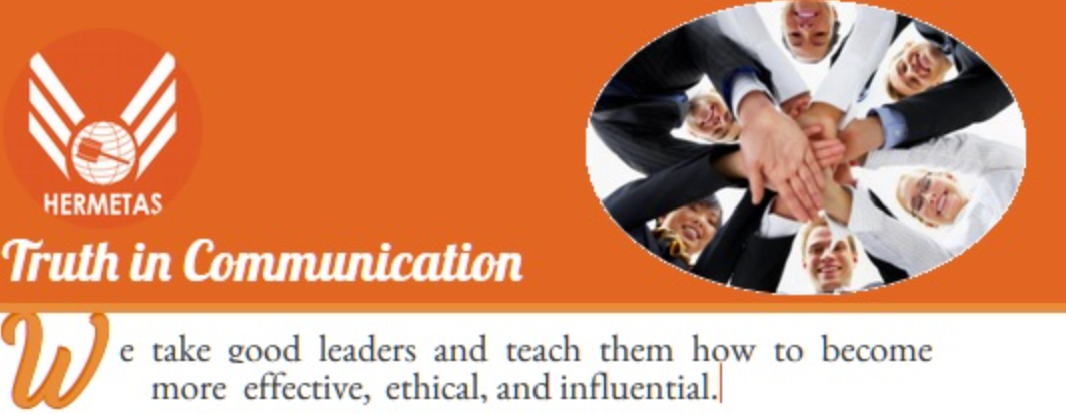 HERMETAS
Truth in Communication
We take good leaders and teach them how to become
more effective, ethical, and influential.